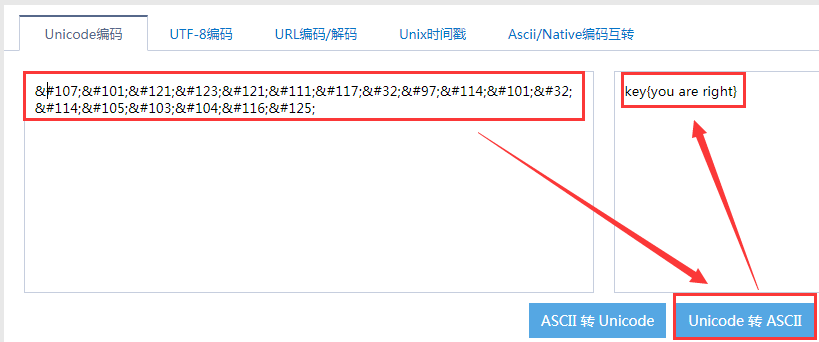 Unicode编码 UTF-8编码 URL编码/解码 Unix时间戳 Ascii/Native编码互转
&#107;&#101;&#121;&#123;&#121;&#111;&#117;&#32;&#97;&#114;&#101;&#32;
&#114;&#105;&#103;&#104;&#116;&#125;
key{you are right}
ASCII 转 Unicode
Unicode 转 ASCII